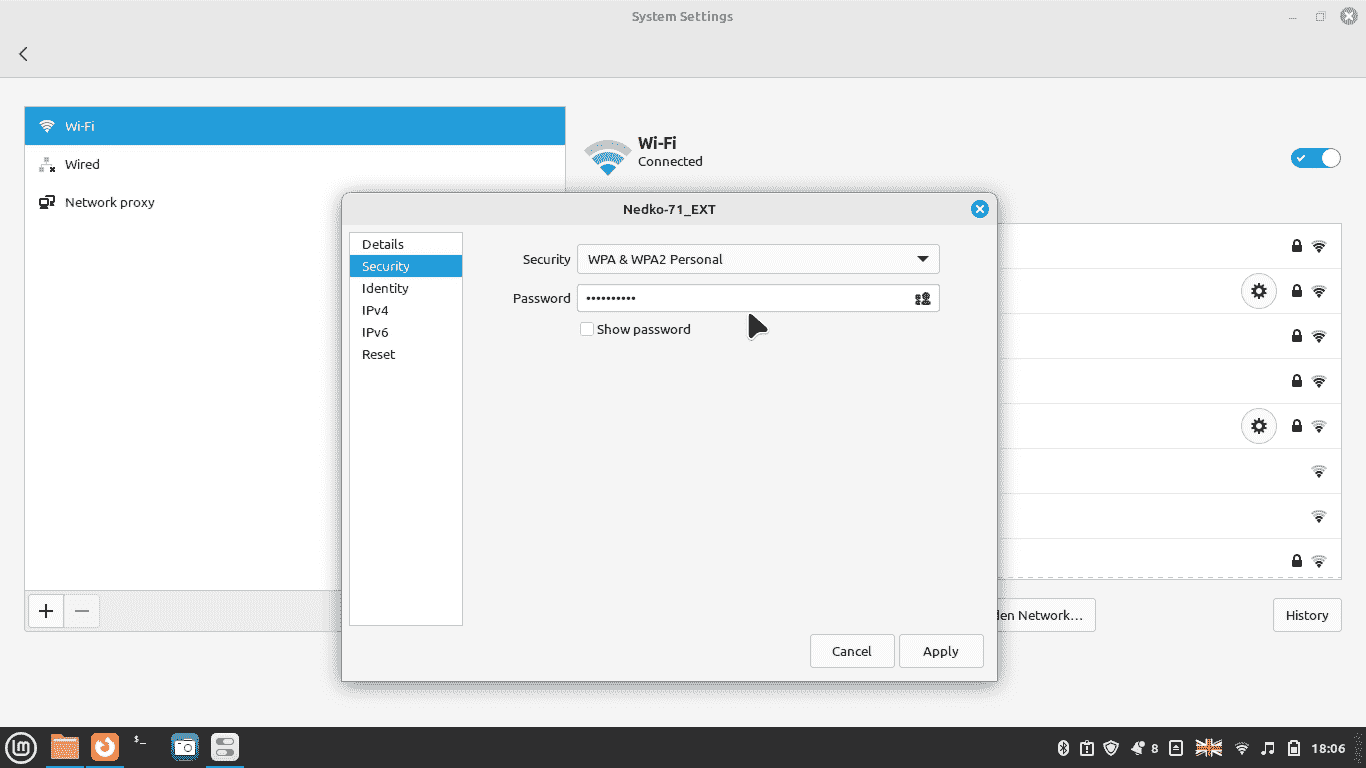 System Settings
Wi-Fi
Wired
Network proxy
Wi-Fi
Connected
Nedko-71_EXT
Details
Security
Identity
IPv4
IPv6
Reset
Security WPA & WPA2 Personal
Password ••••••••••
Show password
Cancel Apply
den Network...
History
8
18:06